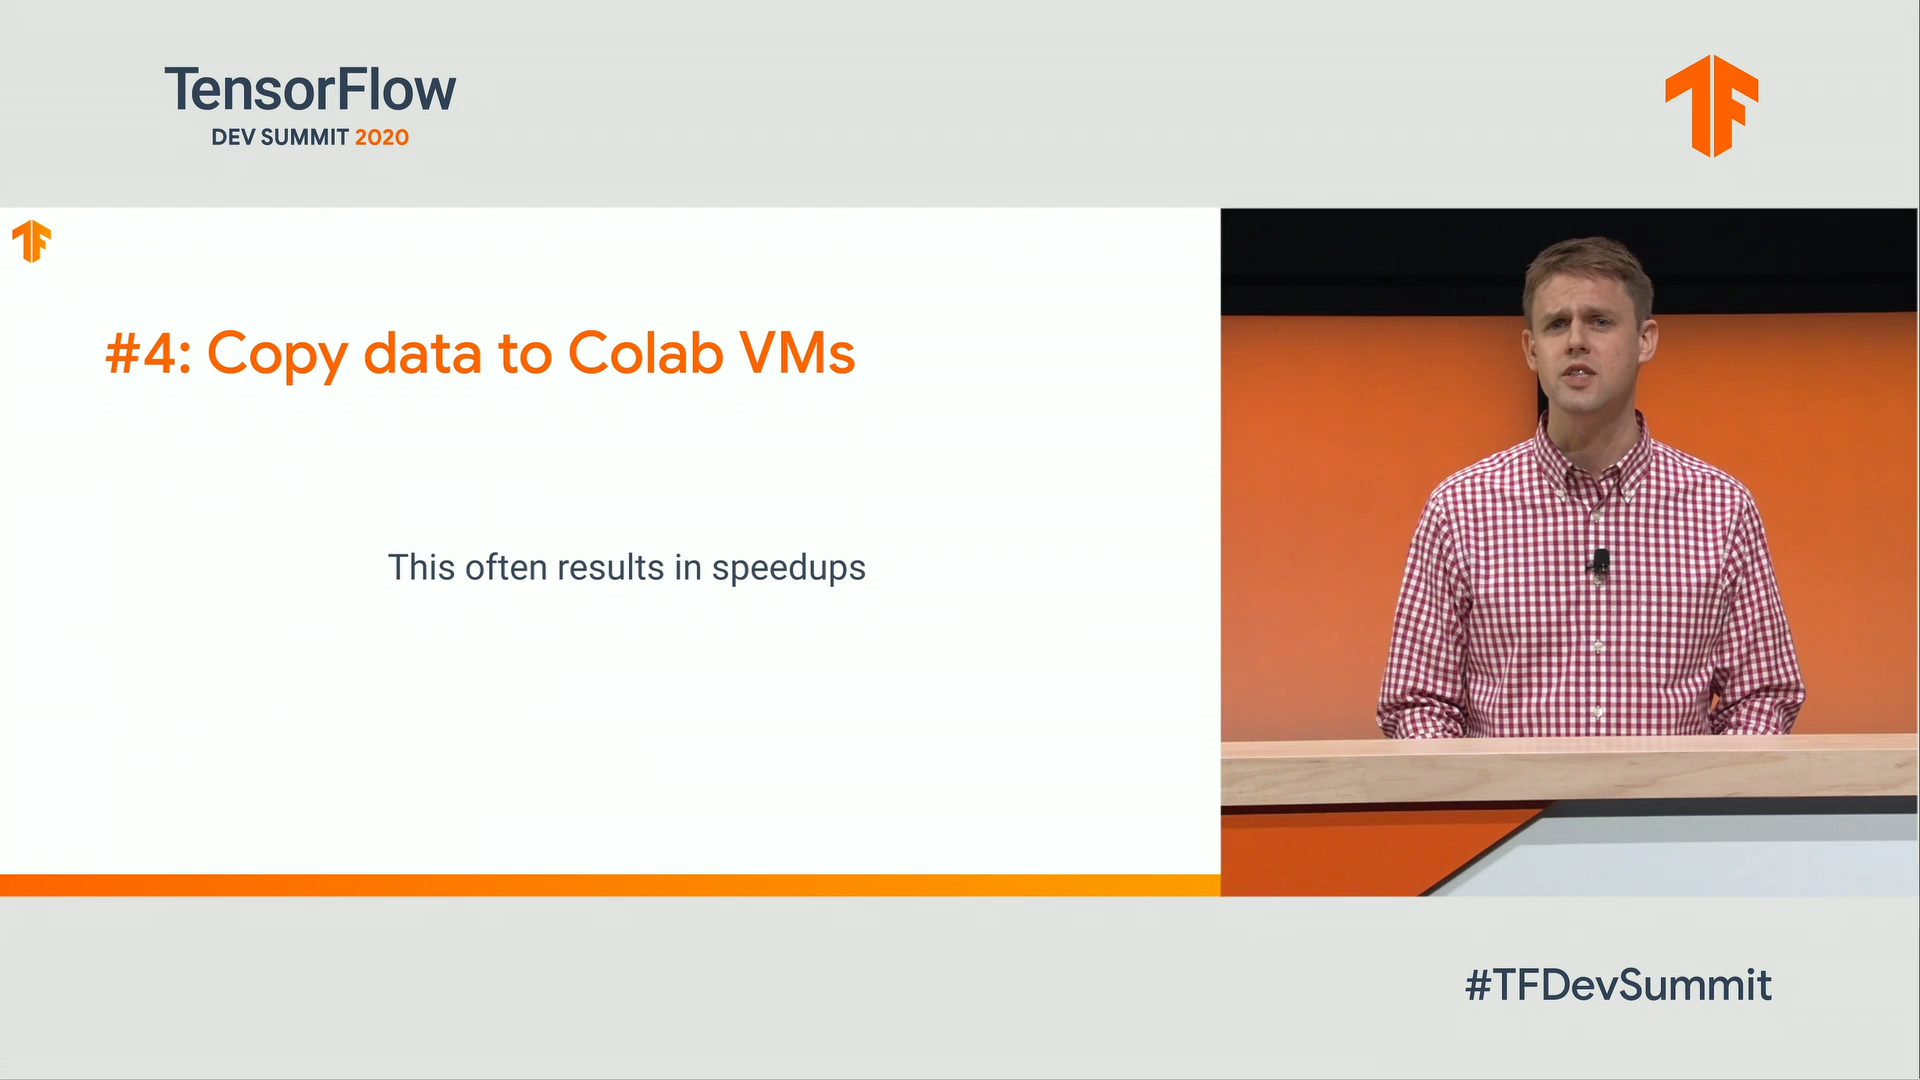 TensorFlow
DEV SUMMIT 2020
#4: Copy data to Colab VMs
This often results in speedups
#TFDevSummit